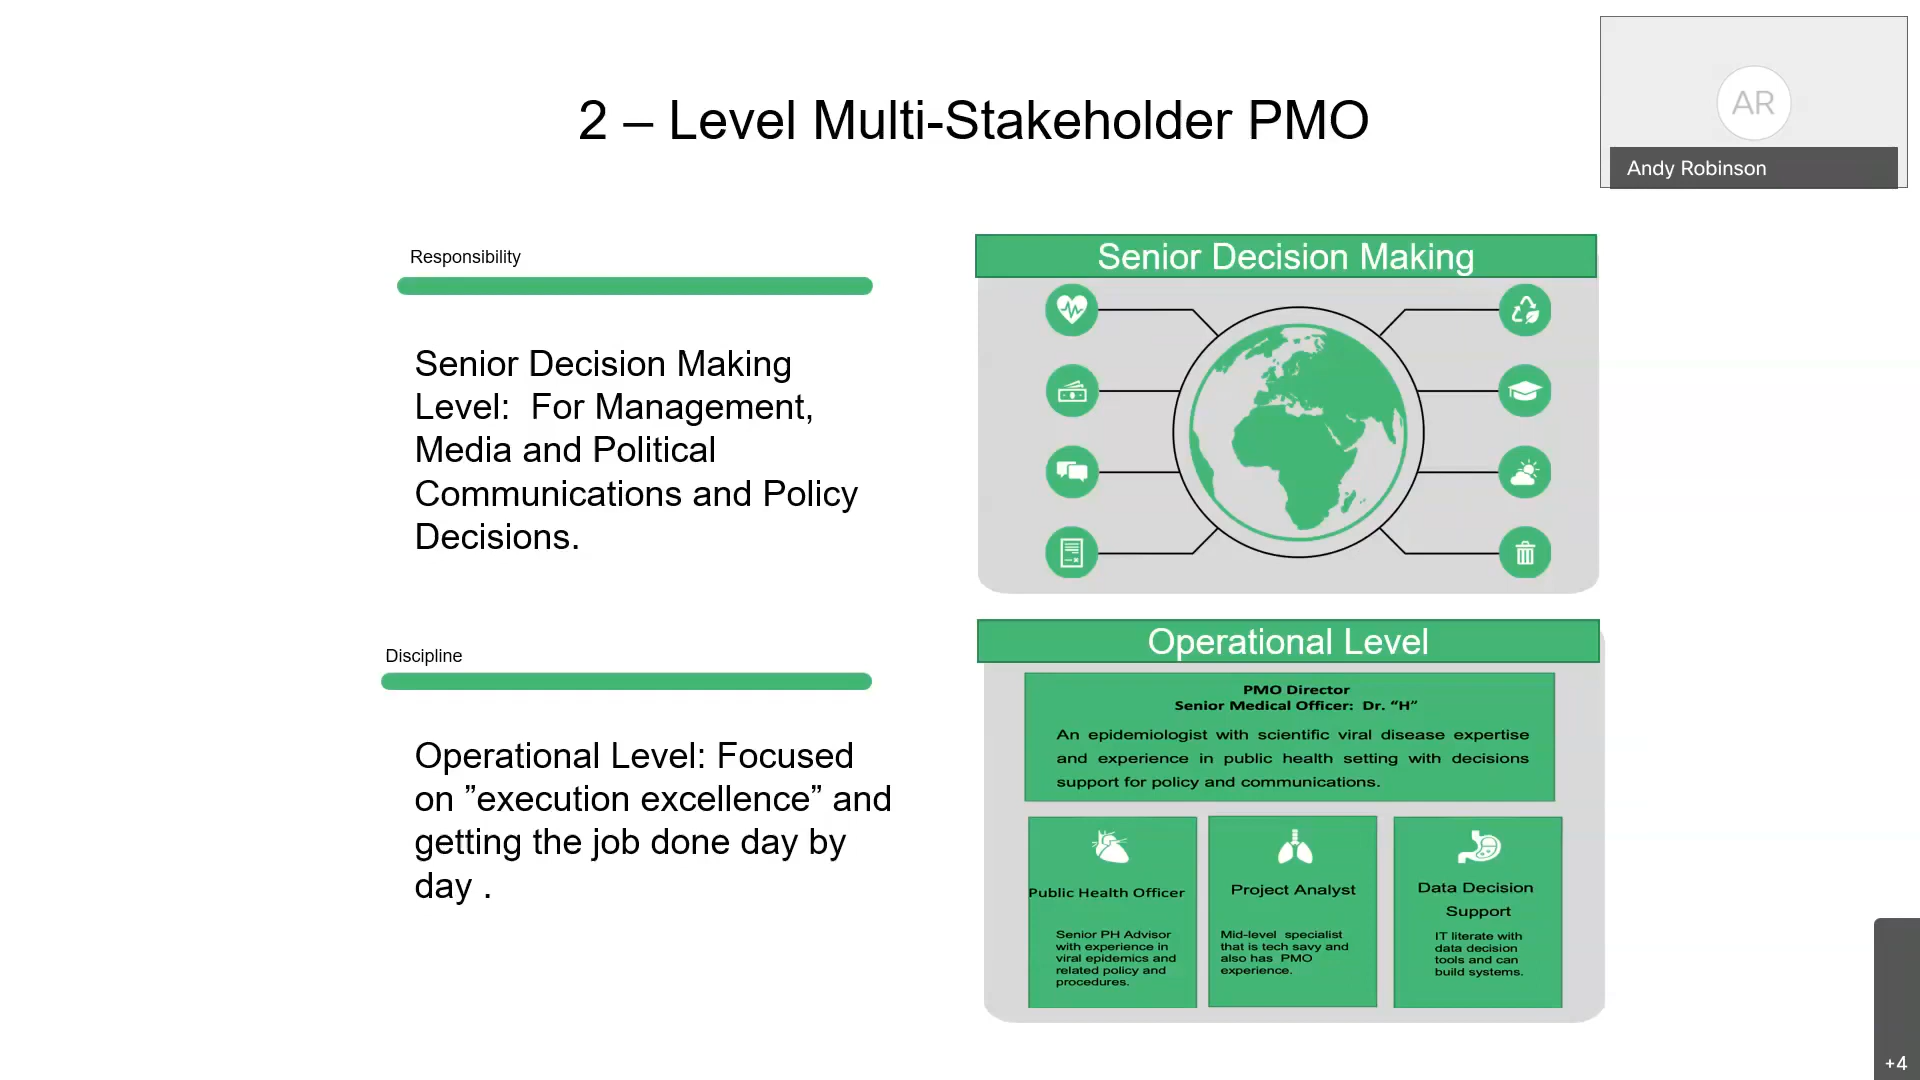 2 – Level Multi-Stakeholder PMO
AR
Andy Robinson
Responsibility
Senior Decision Making
Level:  For Management,
Media and Political
Communications and Policy
Decisions.
Senior Decision Making
Discipline
Operational Level: Focused
on ”execution excellence” and
getting the job done day by
day .
Operational Level
PMO Director
Senior Medical Officer:  Dr. “H”
An epidemiologist with scientific viral disease expertise
and experience in public health setting with decisions
support for policy and communications.
Public Health Officer
Senior PH Advisor
with experience in
viral epidemics and
related policy and
procedures.
Project Analyst
Mid-level  specialist
that is tech savy and
also has  PMO
experience.
Data Decision
Support
IT literate with
data decision
tools and can
build systems.
+4